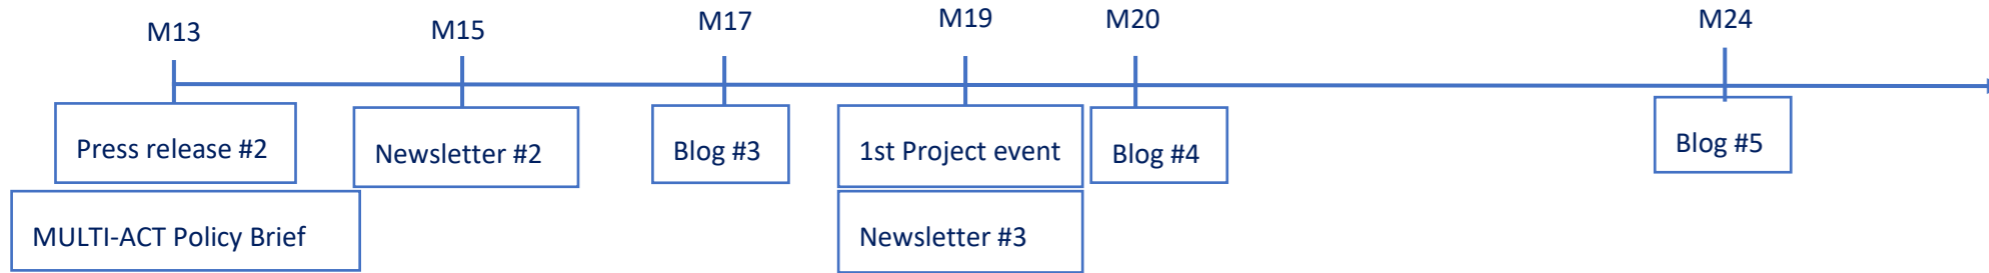 M13
M15
M17
M19
M20
M24
Press release #2
Newsletter #2
Blog #3
1st Project event
Blog #4
Blog #5
MULTI-ACT Policy Brief
Newsletter #3